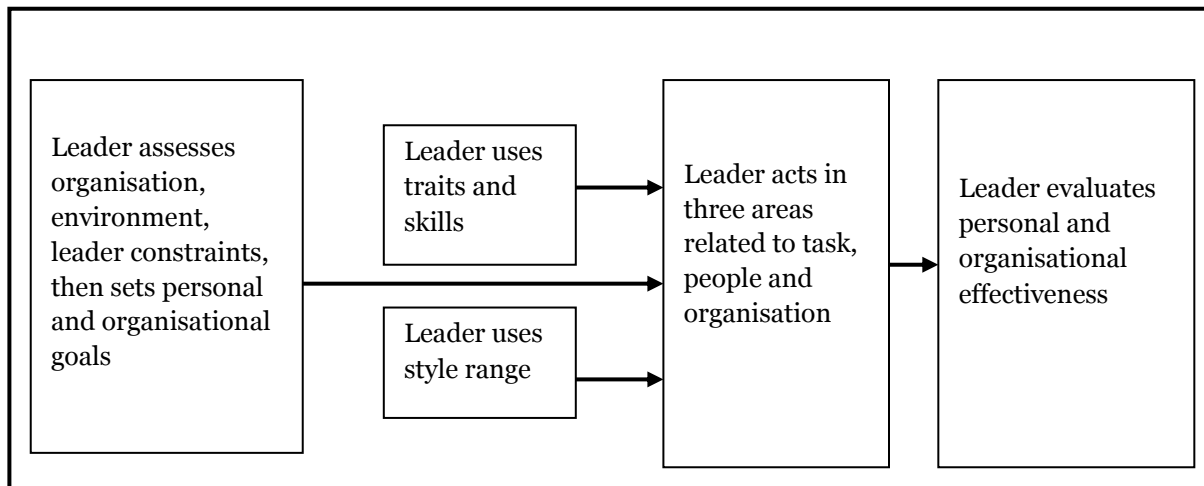 Leader assesses
organisation,
environment,
leader constraints,
then sets personal
and organisational
goals
Leader uses
traits and
skills
Leader uses
style range
Leader acts in
three areas
related to task,
people and
organisation
Leader evaluates
personal and
organisational
effectiveness